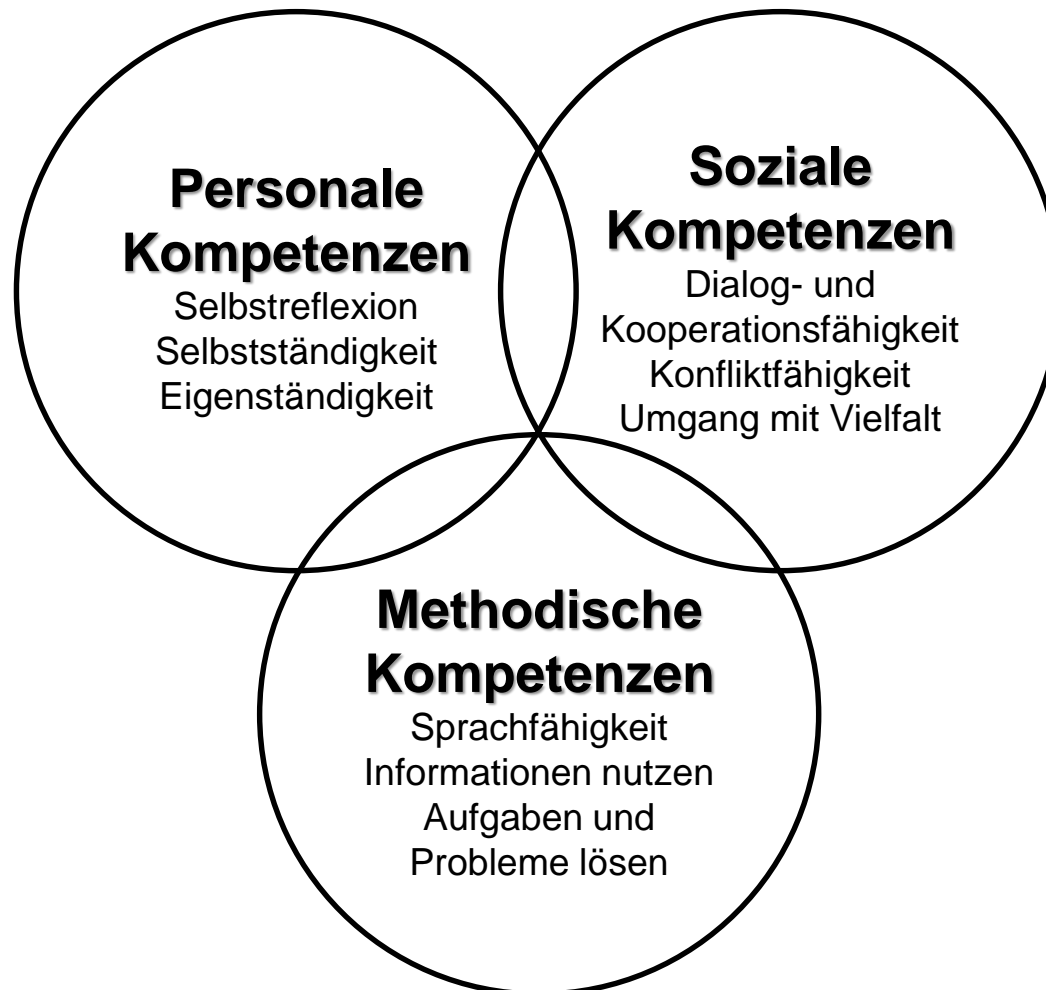 Personale
Kompetenzen
Selbstreflexion
Selbstständigkeit
Eigenständigkeit
Soziale
Kompetenzen
Dialog- und
Kooperationsfähigkeit
Konfliktfähigkeit
Umgang mit Vielfalt
Methodische
Kompetenzen
Sprachfähigkeit
Informationen nutzen
Aufgaben und
Probleme lösen